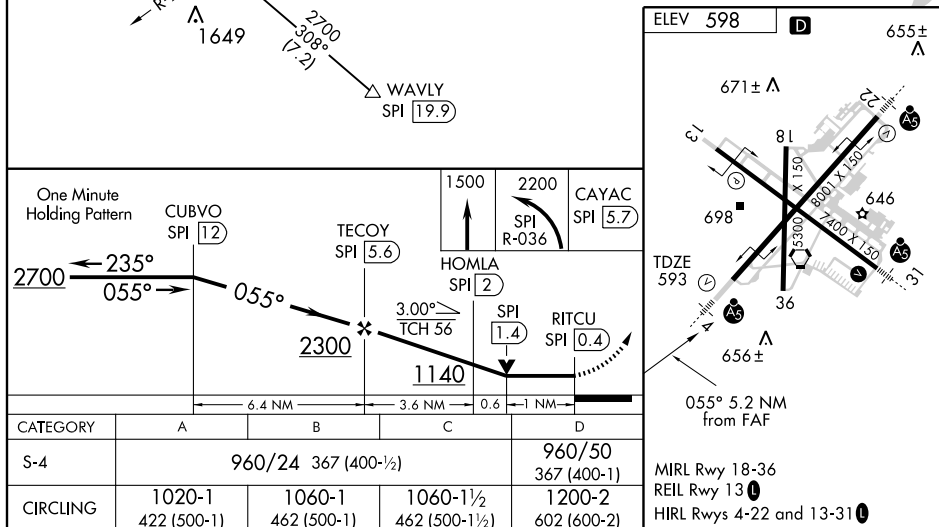 R-
1649
2700
308°
(7.2)
WAVLY
SPI 19.9
One Minute
Holding Pattern
CUBVO
SPI 12
2700
235°
055°
055°
TECOY
SPI 5.6
2300
3.00°
TCH 56
1500
2200
SPI
R-036
CAYAC
SPI 5.7
HOMLA
SPI 2
1140
SPI
1.4
RITCU
SPI 0.4
6.4 NM
3.6 NM
0.6
1 NM
CATEGORY A B C D
S-4 960/24 367 (400-½) 960/50
367 (400-1)
CIRCLING 1020-1 1060-1 1060-1½ 1200-2
422 (500-1) 462 (500-1) 462 (500-1½) 602 (600-2)
ELEV 598 D
655±
671±
22
A5
V
13
18
P
8001 X 150
5300 X 150
7400 X 150
698
646
A5
31
V
TDZE
593
V
36
4
A5
656±
055° 5.2 NM
from FAF
MIRL Rwy 18-36
REIL Rwy 13 L
HIRL Rwys 4-22 and 13-31 L